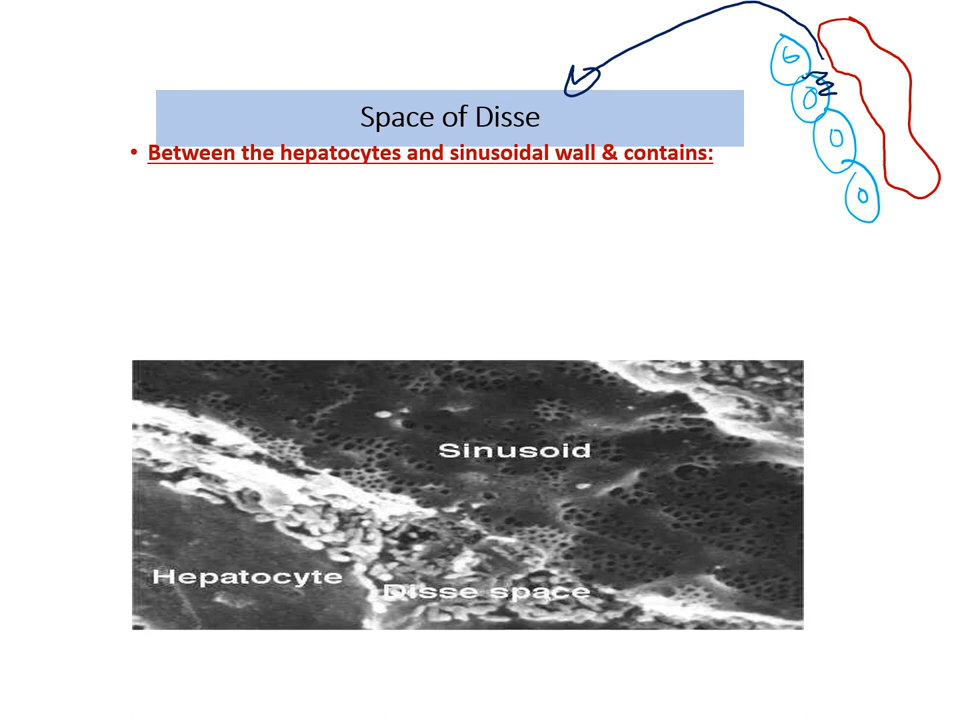 Space of Disse
• Between the hepatocytes and sinusoidal wall & contains:
Sinusoid
Hepatocyte
Disse space